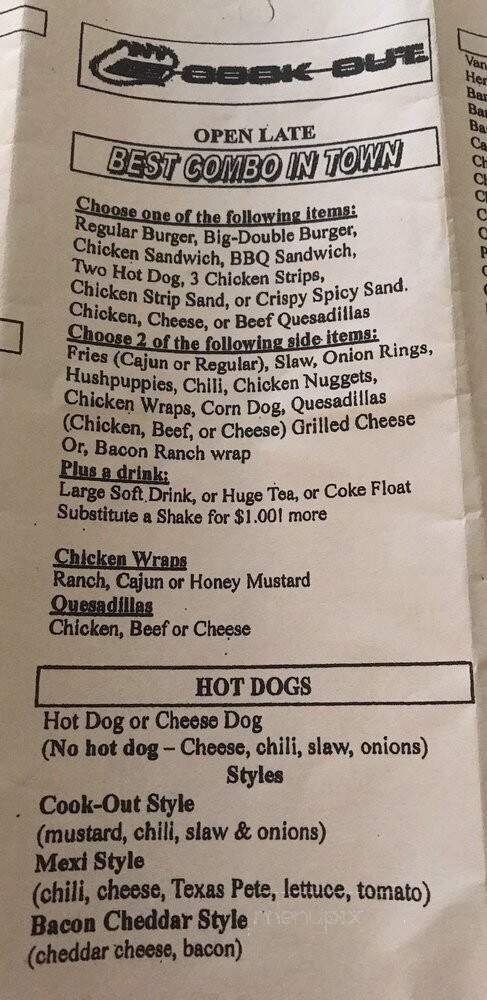 COOK OUT
OPEN LATE
BEST COMBO IN TOWN
Choose one of the following items:
Regular Burger, Big-Double Burger,
Chicken Sandwich, BBQ Sandwich,
Two Hot Dog, 3 Chicken Strips,
Chicken Strip Sand, or Crispy Spicy Sand.
Chicken, Cheese, or Beef Quesadillas
Choose 2 of the following side items:
Fries (Cajun or Regular), Slaw, Onion Rings,
Hushpuppies, Chili, Chicken Nuggets,
Chicken Wraps, Corn Dog, Quesadillas
(Chicken, Beef, or Cheese) Grilled Cheese
Or, Bacon Ranch wrap
Plus a drink:
Large Soft Drink, or Huge Tea, or Coke Float
Substitute a Shake for $1.00! more
Chicken Wraps
Ranch, Cajun or Honey Mustard
Quesadillas
Chicken, Beef or Cheese
HOT DOGS
Hot Dog or Cheese Dog
(No hot dog – Cheese, chili, slaw, onions)
Styles
Cook-Out Style
(mustard, chili, slaw & onions)
Mexi Style
(chili, cheese, Texas Pete, lettuce, tomato)
Bacon Cheddar Style
(cheddar cheese, bacon)
menupix